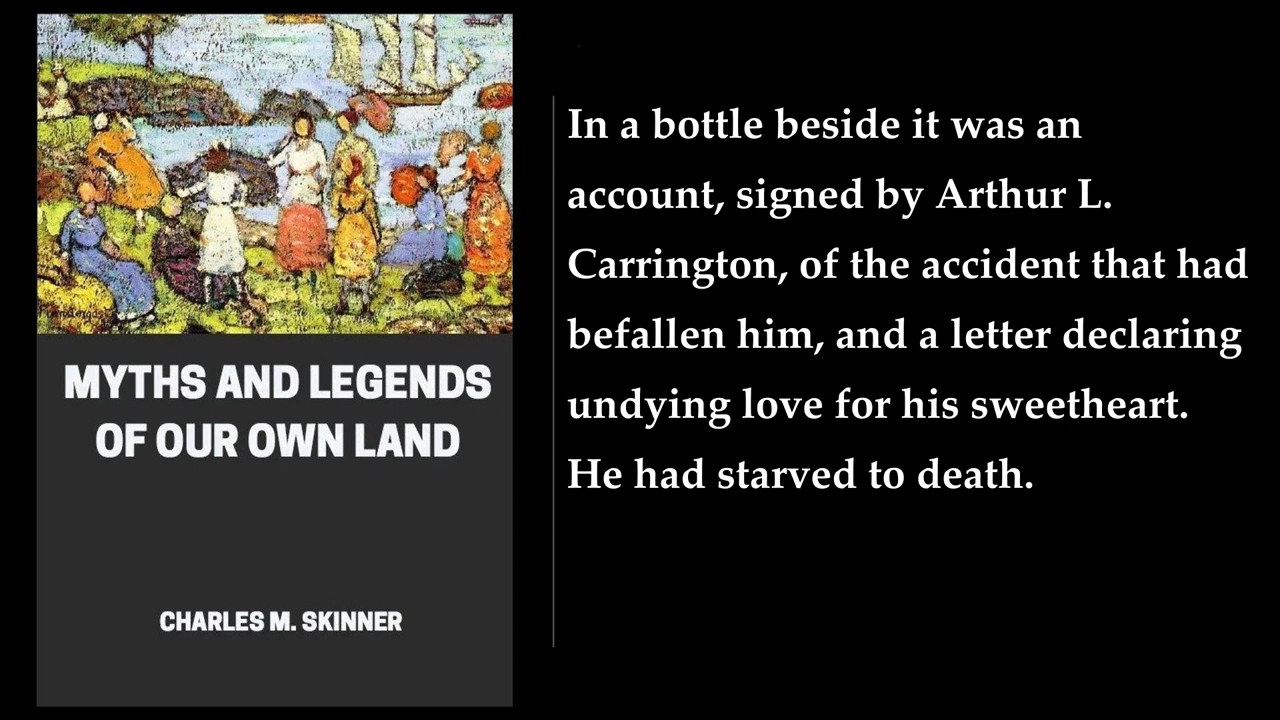 MYTHS AND LEGENDS
OF OUR OWN LAND
CHARLES M. SKINNER
In a bottle beside it was an
account, signed by Arthur L.
Carrington, of the accident that had
befallen him, and a letter declaring
undying love for his sweetheart.
He had starved to death.